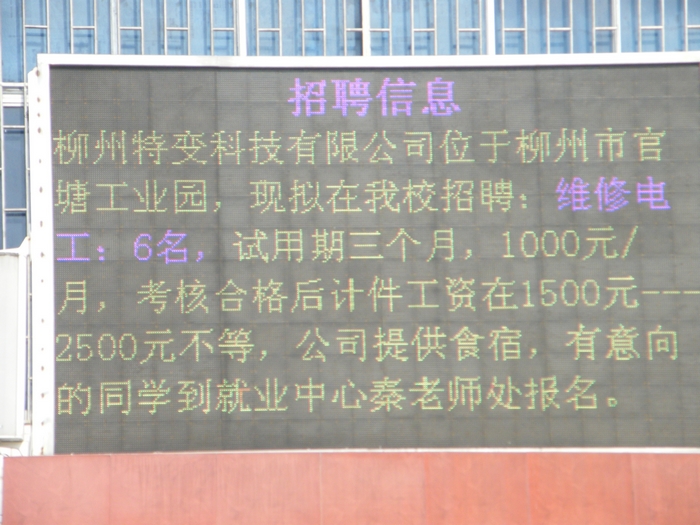 招聘信息
柳州特变科技有限公司位于柳州市官
塘工业园，现拟在我校招聘：维修电
工：6名，试用期三个月，1000元/
月，考核合格后计件工资在1500元---
2500元不等，公司提供食宿，有意向
的同学到就业中心秦老师处报名。